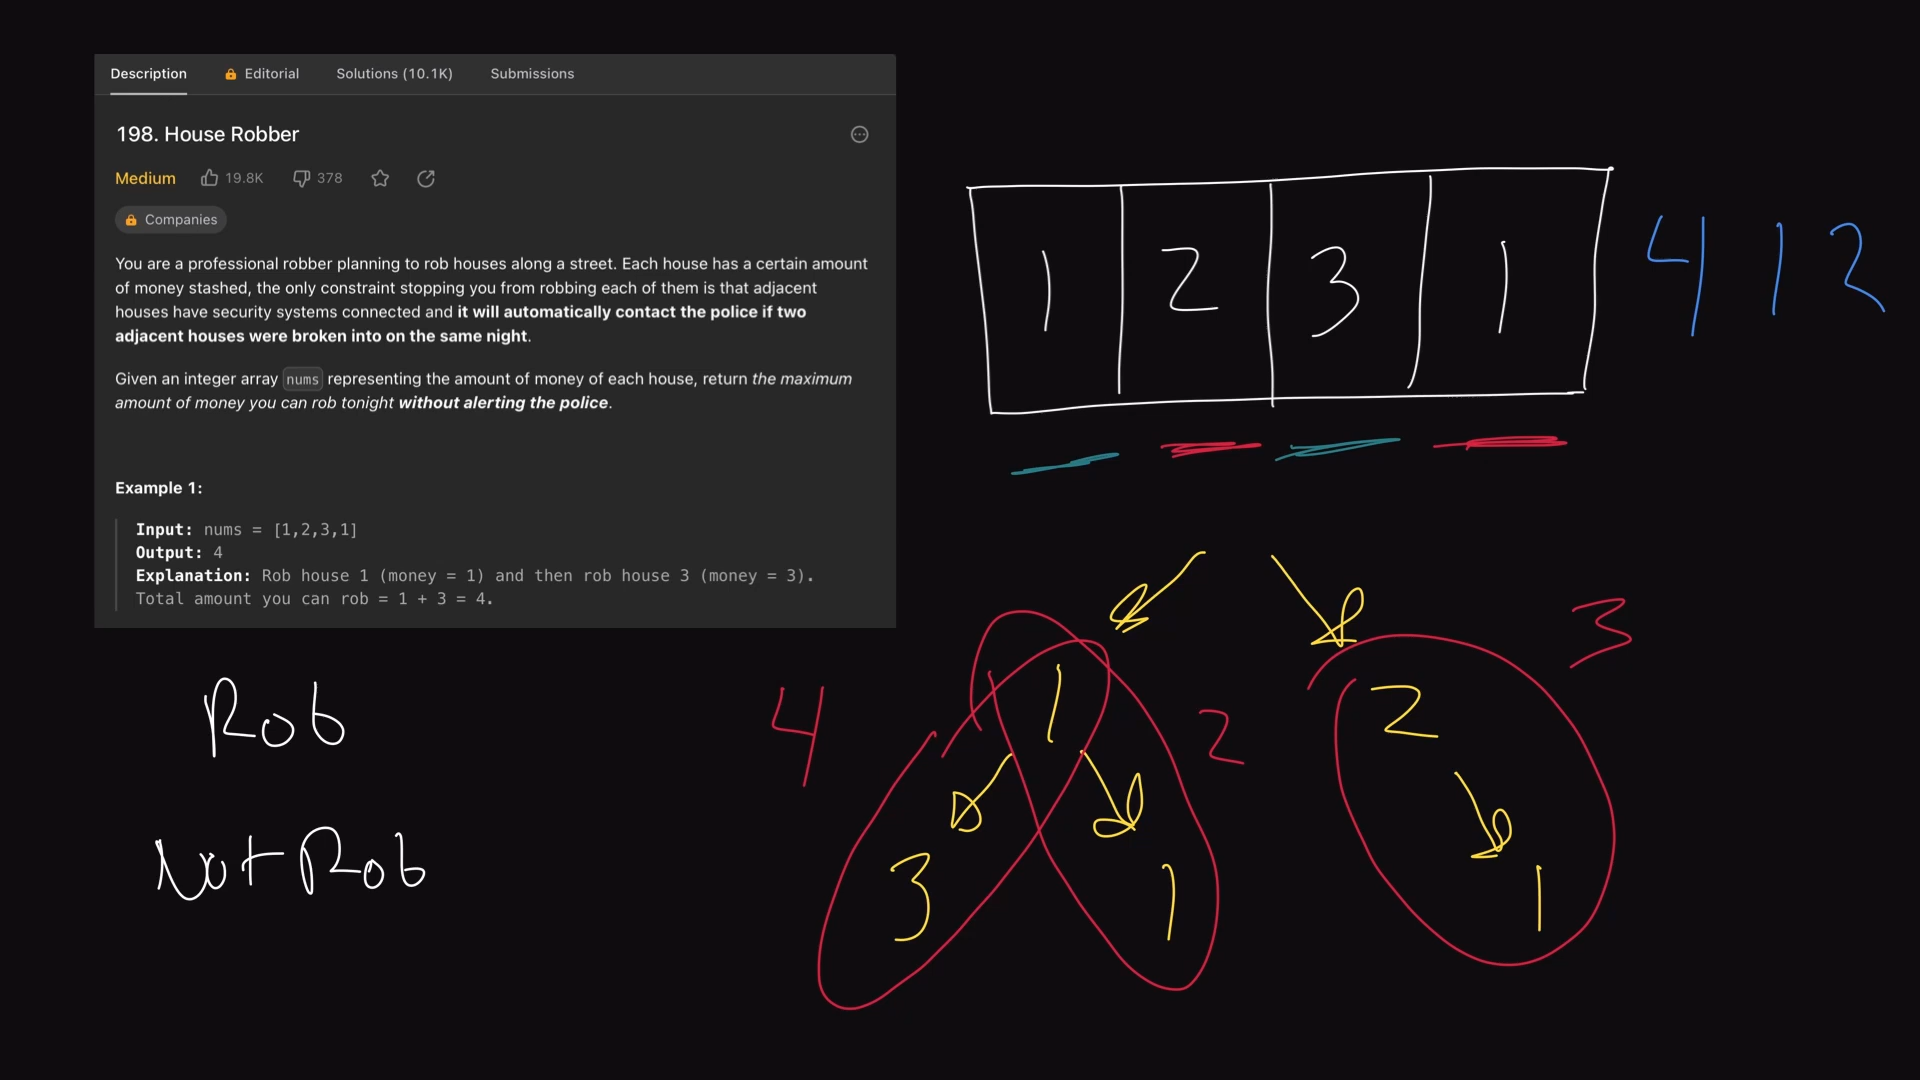 Description Editorial Solutions (10.1K) Submissions
198. House Robber
Medium 19.8K 378
Companies
You are a professional robber planning to rob houses along a street. Each house has a certain amount
of money stashed, the only constraint stopping you from robbing each of them is that adjacent
houses have security systems connected and it will automatically contact the police if two
adjacent houses were broken into on the same night.
Given an integer array nums representing the amount of money of each house, return the maximum
amount of money you can rob tonight without alerting the police.
Example 1:
Input: nums = [1,2,3,1]
Output: 4
Explanation: Rob house 1 (money = 1) and then rob house 3 (money = 3).
Total amount you can rob = 1 + 3 = 4.
Rob
Not Rob
1 2 3 1 4 1 2
3
4 1 2 2
3 1 1